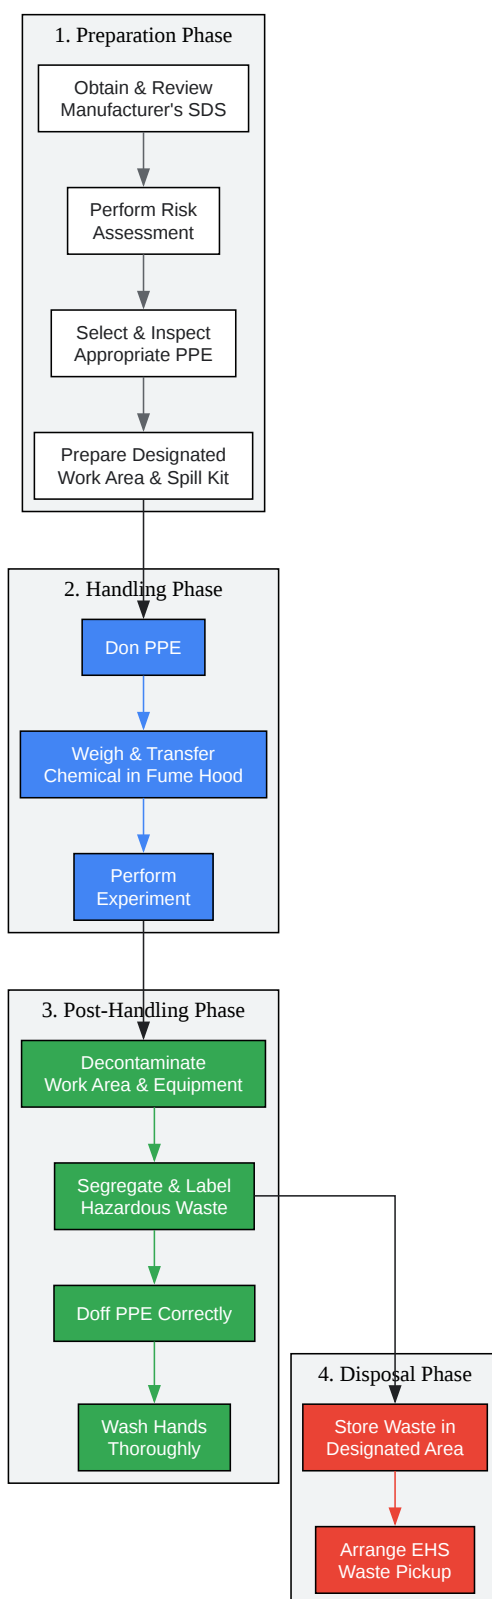 1. Preparation Phase
Obtain & Review
Manufacturer's SDS
Perform Risk
Assessment
Select & Inspect
Appropriate PPE
Prepare Designated
Work Area & Spill Kit
2. Handling Phase
Don PPE
Weigh & Transfer
Chemical in Fume Hood
Perform
Experiment
3. Post-Handling Phase
Decontaminate
Work Area & Equipment
Segregate & Label
Hazardous Waste
Doff PPE Correctly
Wash Hands
Thoroughly
4. Disposal Phase
Store Waste in
Designated Area
Arrange EHS
Waste Pickup